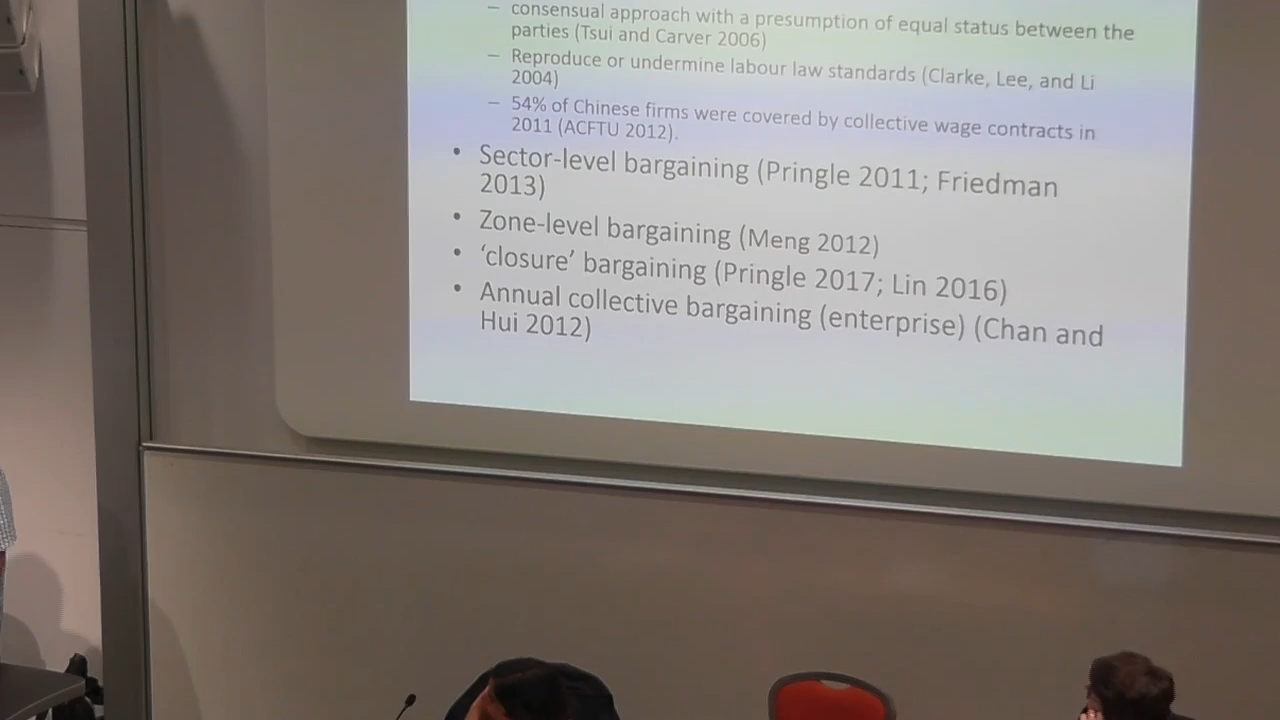 – consensual approach with a presumption of equal status between the
parties (Tsui and Carver 2006)
– Reproduce or undermine labour law standards (Clarke, Lee, and Li
2004)
– 54% of Chinese firms were covered by collective wage contracts in
2011 (ACFTU 2012).
• Sector-level bargaining (Pringle 2011; Friedman
2013)
• Zone-level bargaining (Meng 2012)
• ‘closure’ bargaining (Pringle 2017; Lin 2016)
• Annual collective bargaining (enterprise) (Chan and
Hui 2012)